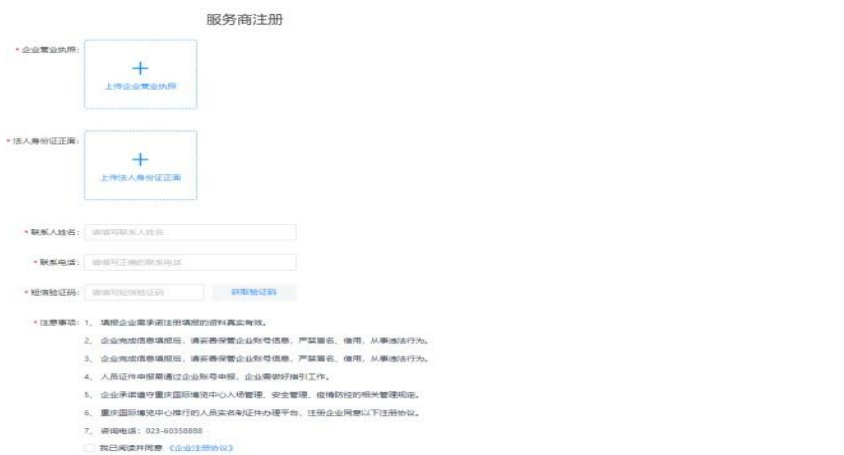 服务商注册
* 企业营业执照:
上传企业营业执照
* 法人身份证正面:
上传法人身份证正面
* 联系人姓名: 请填写联系人姓名
* 联系电话: 请填写正确的联系电话
* 短信验证码: 请填写短信验证码 获取验证码
* 注意事项: 1、 填报企业需承诺注册填报的资料真实有效。
2、 企业完成信息填报后，请妥善保管企业账号信息，严禁冒名、借用，从事违法行为。
3、 企业完成信息填报后，请妥善保管企业账号信息，严禁冒名、借用，从事违法行为。
4、 人员证件申报需通过企业账号申报，企业需做好指引工作。
5、 企业承诺遵守重庆国际博览中心入场管理、安全管理、疫情防控的相关管理规定。
6、 重庆国际博览中心推行的人员实名制证件办理平台，注册企业同意以下注册协议。
7、 咨询电话：023-60358888
我已阅读并同意 《企业注册协议》